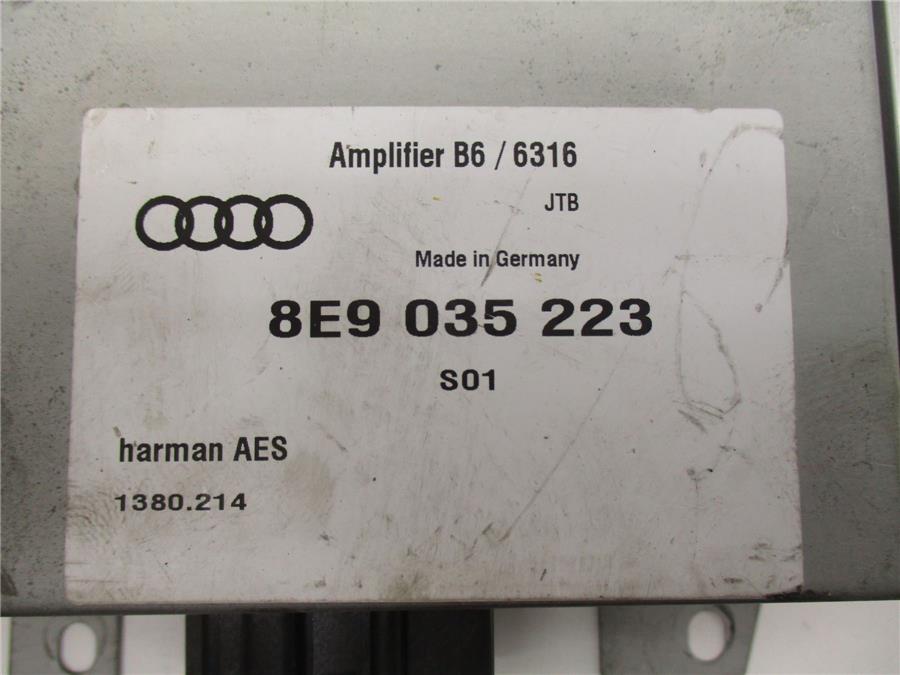 Amplifier B6 / 6316
JTB
Made in Germany
8E9 035 223
S01
harman AES
1380.214